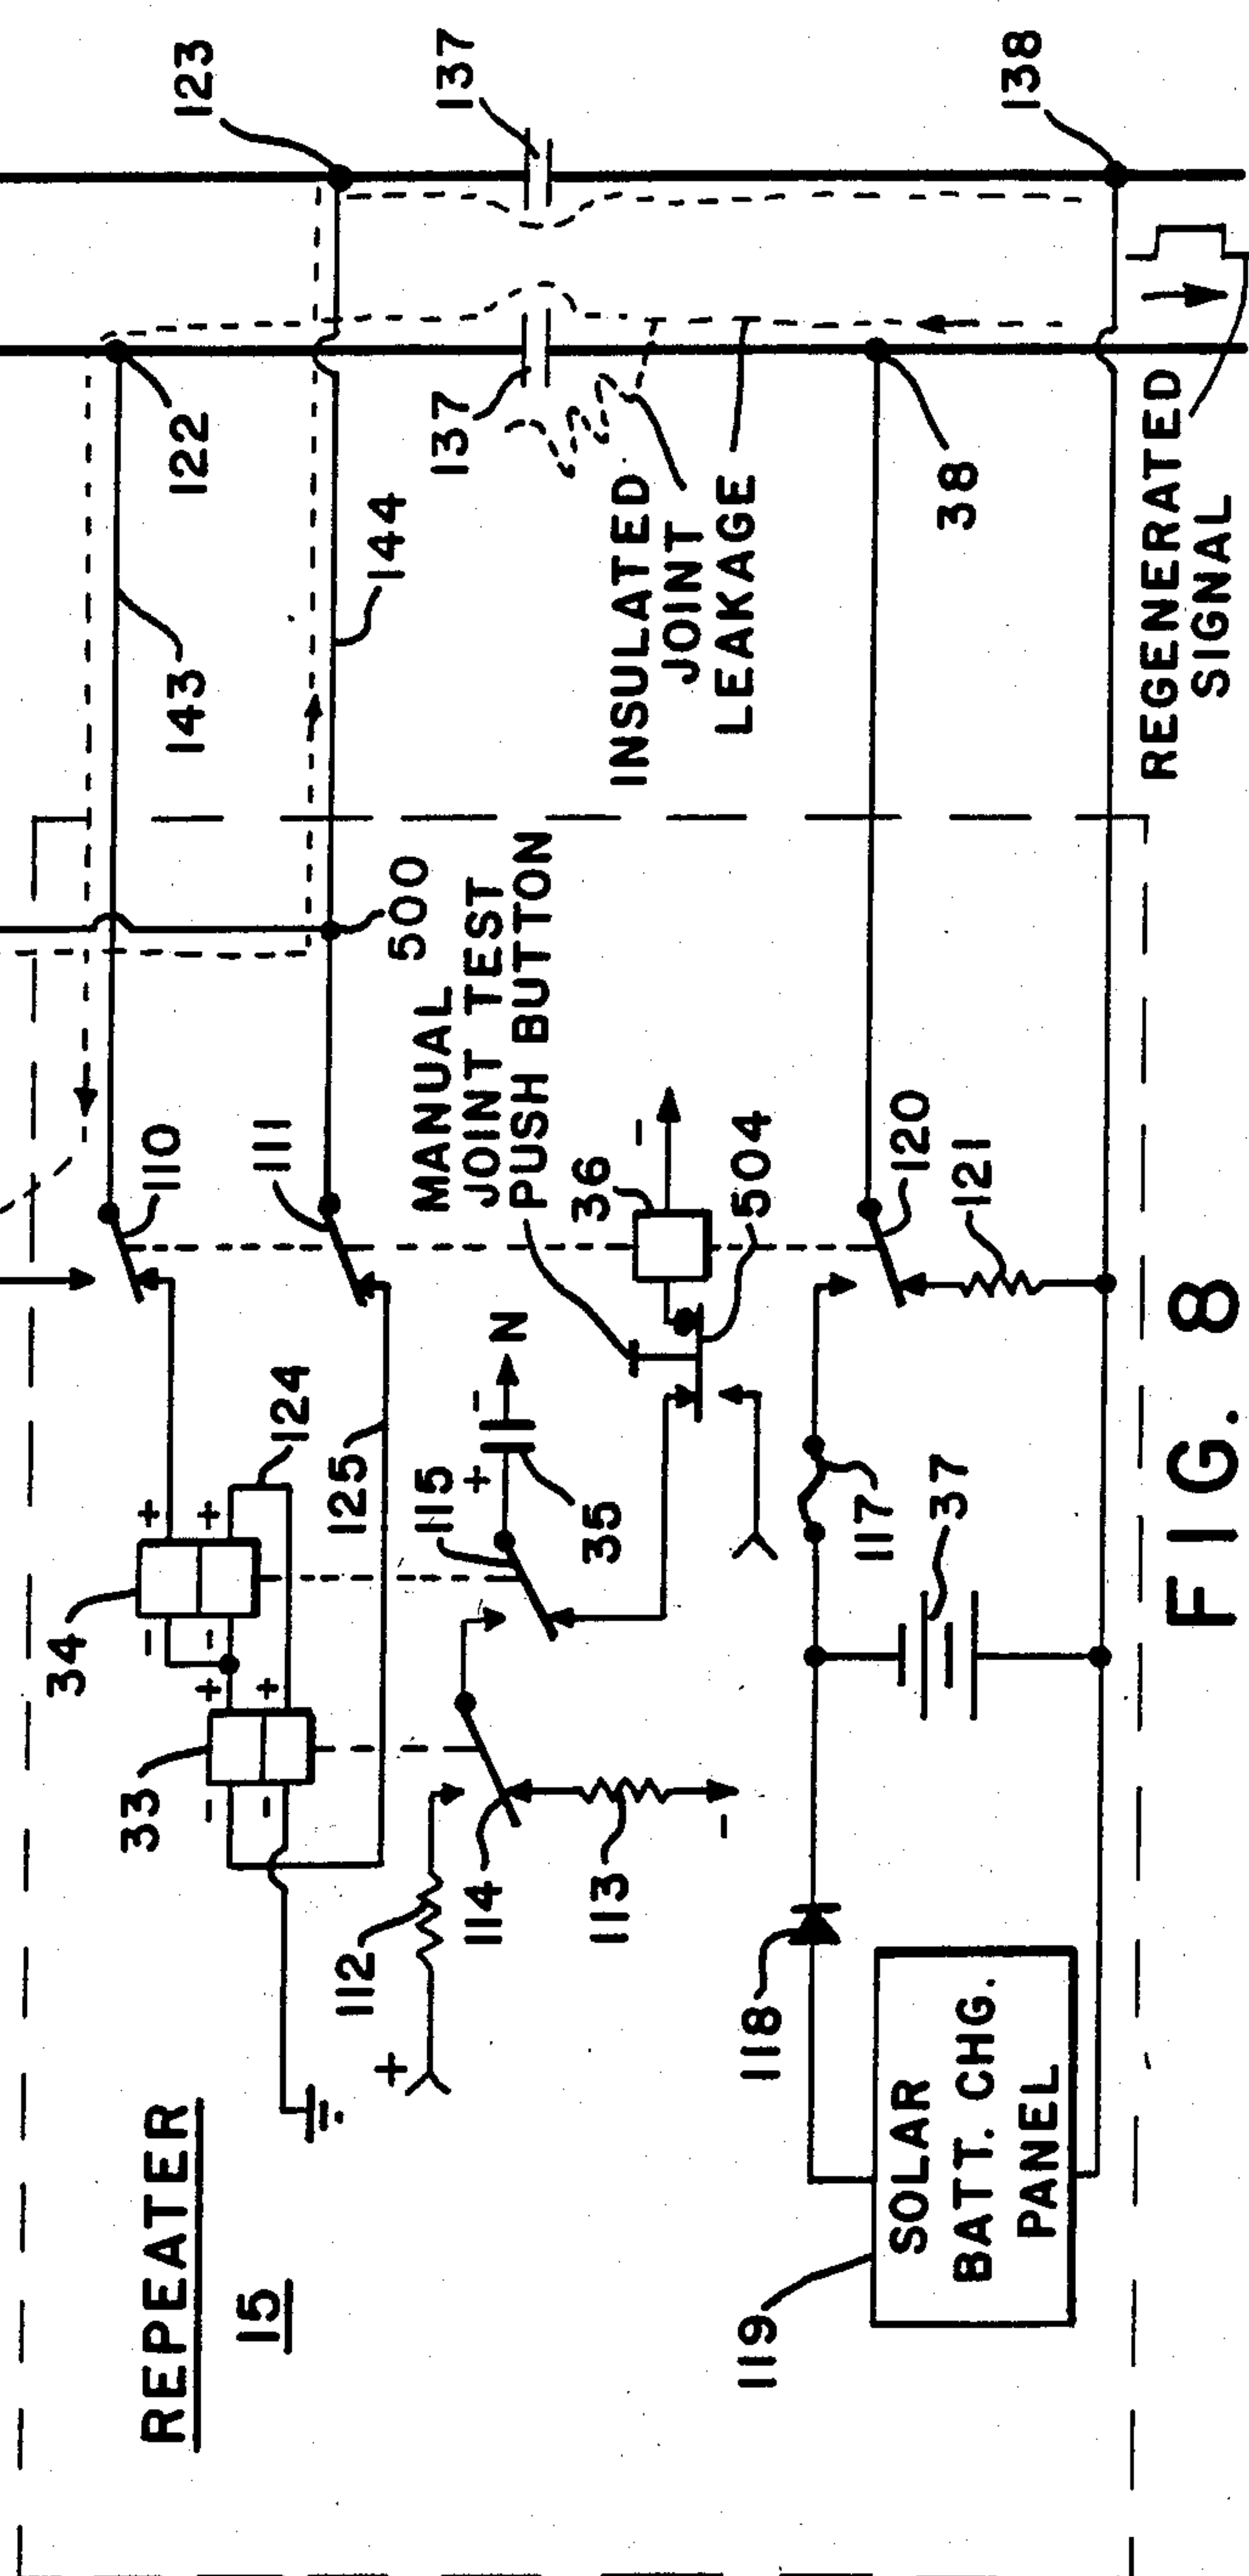 REPEATER
15
34
33
124
125
110
111
143
144
122
123
137
137
INSULATED
JOINT
LEAKAGE
500
MANUAL
JOINT TEST
PUSH BUTTON
36
504
N
115
35
112
114
113
38
138
120
121
117
37
118
119
SOLAR
BATT. CHG.
PANEL
REGENERATED
SIGNAL
FIG. 8